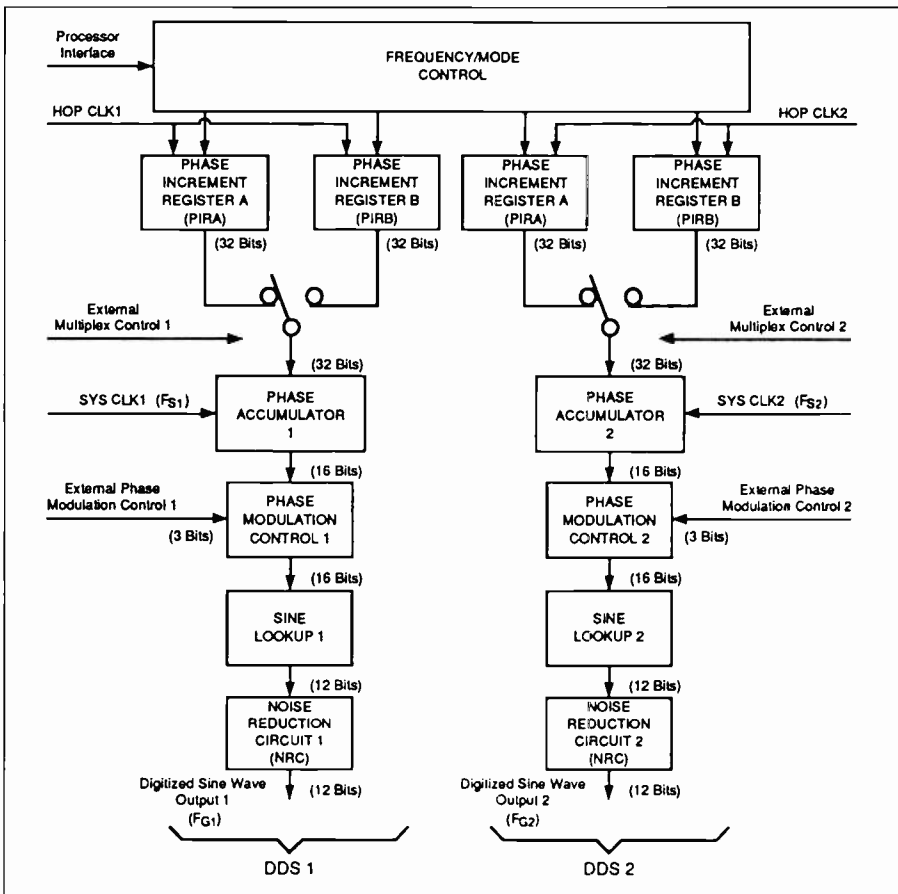 Processor
Interface
FREQUENCY/MODE
CONTROL
HOP CLK1
HOP CLK2
PHASE
INCREMENT
REGISTER A
(PIRA)
PHASE
INCREMENT
REGISTER B
(PIRB)
PHASE
INCREMENT
REGISTER A
(PIRA)
PHASE
INCREMENT
REGISTER B
(PIRB)
(32 Bits)
(32 Bits)
(32 Bits)
(32 Bits)
External
Multiplex Control 1
External
Multiplex Control 2
(32 Bits)
(32 Bits)
SYS CLK1 (FS1)
PHASE
ACCUMULATOR
1
PHASE
ACCUMULATOR
2
SYS CLK2 (FS2)
(16 Bits)
(16 Bits)
External Phase
Modulation Control 1
(3 Bits)
PHASE
MODULATION
CONTROL 1
PHASE
MODULATION
CONTROL 2
External Phase
Modulation Control 2
(3 Bits)
(16 Bits)
(16 Bits)
SINE
LOOKUP 1
SINE
LOOKUP 2
(12 Bits)
(12 Bits)
NOISE
REDUCTION
CIRCUIT 1
(NRC)
NOISE
REDUCTION
CIRCUIT 2
(NRC)
Digitized Sine Wave
Output 1
(FG1)
(12 Bits)
Digitized Sine Wave
Output 2
(FG2)
(12 Bits)
DDS 1
DDS 2